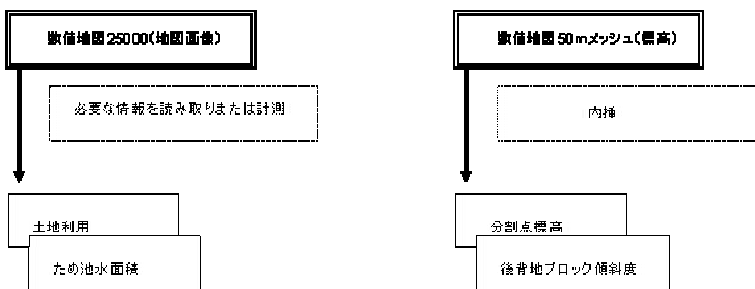 数値地図25000(地図画像)
数値地図50mメッシュ(標高)
必要な情報を読み取りまたは計測
内挿
土地利用
分割点標高
ため池水面積
後背地ブロック傾斜度